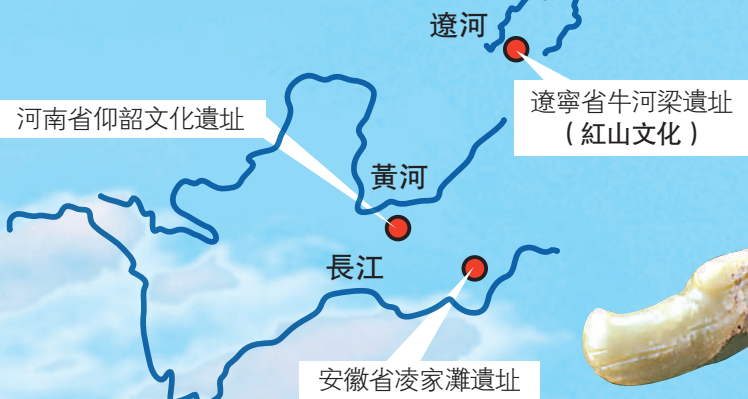 遼河
遼寧省牛河梁遺址
(紅山文化)
河南省仰韶文化遺址
黃河
長江
安徽省凌家灘遺址